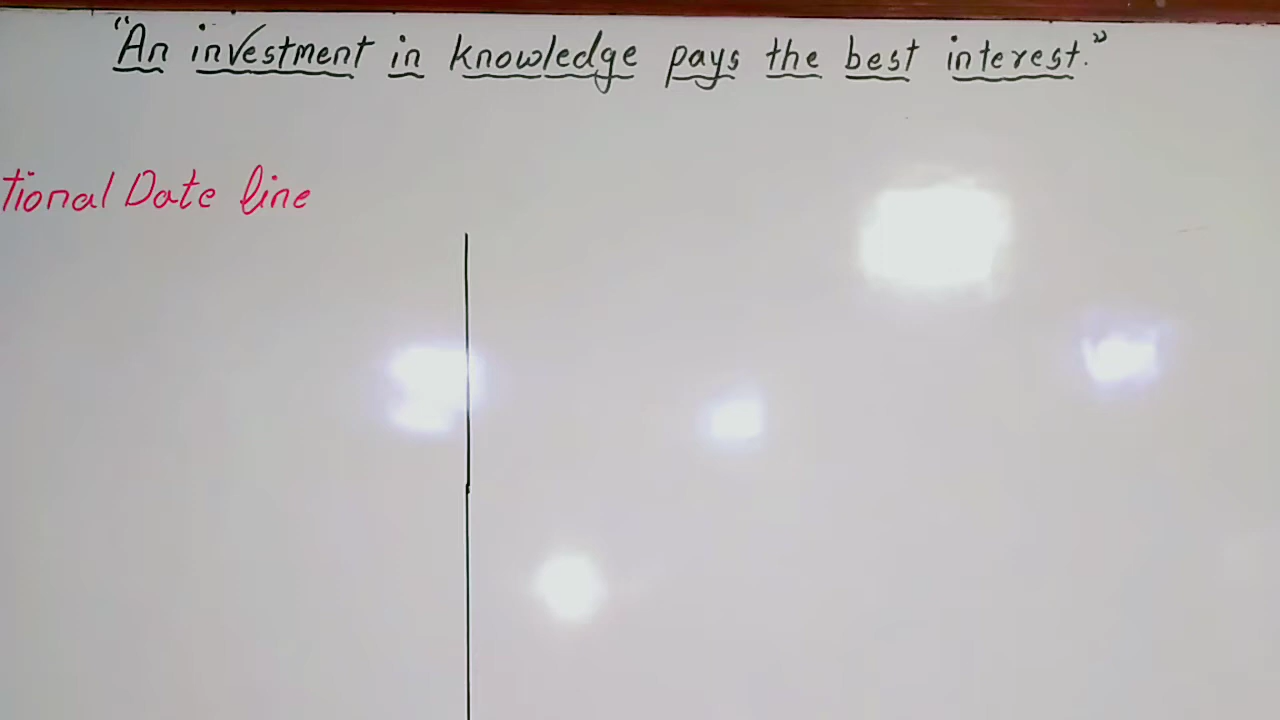 "An investment in knowledge pays the best interest."
tional Date line